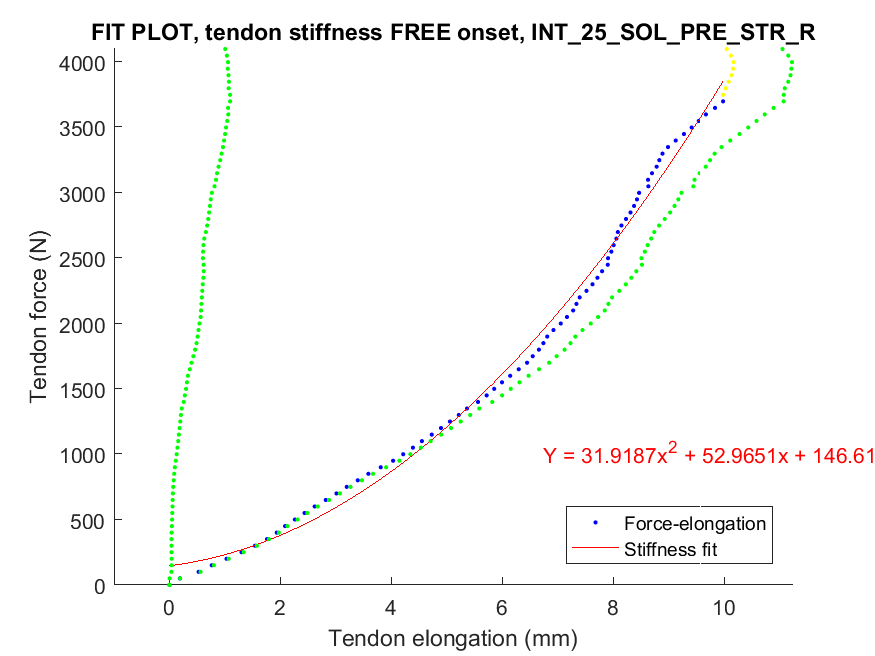 FIT PLOT, tendon stiffness FREE onset, INT_25_SOL_PRE_STR_R
4000
3500
3000
2500
2000
1500
1000
500
0
Tendon force (N)
Y = 31.9187x² + 52.9651x + 146.61
Force-elongation
Stiffness fit
0 2 4 6 8 10
Tendon elongation (mm)